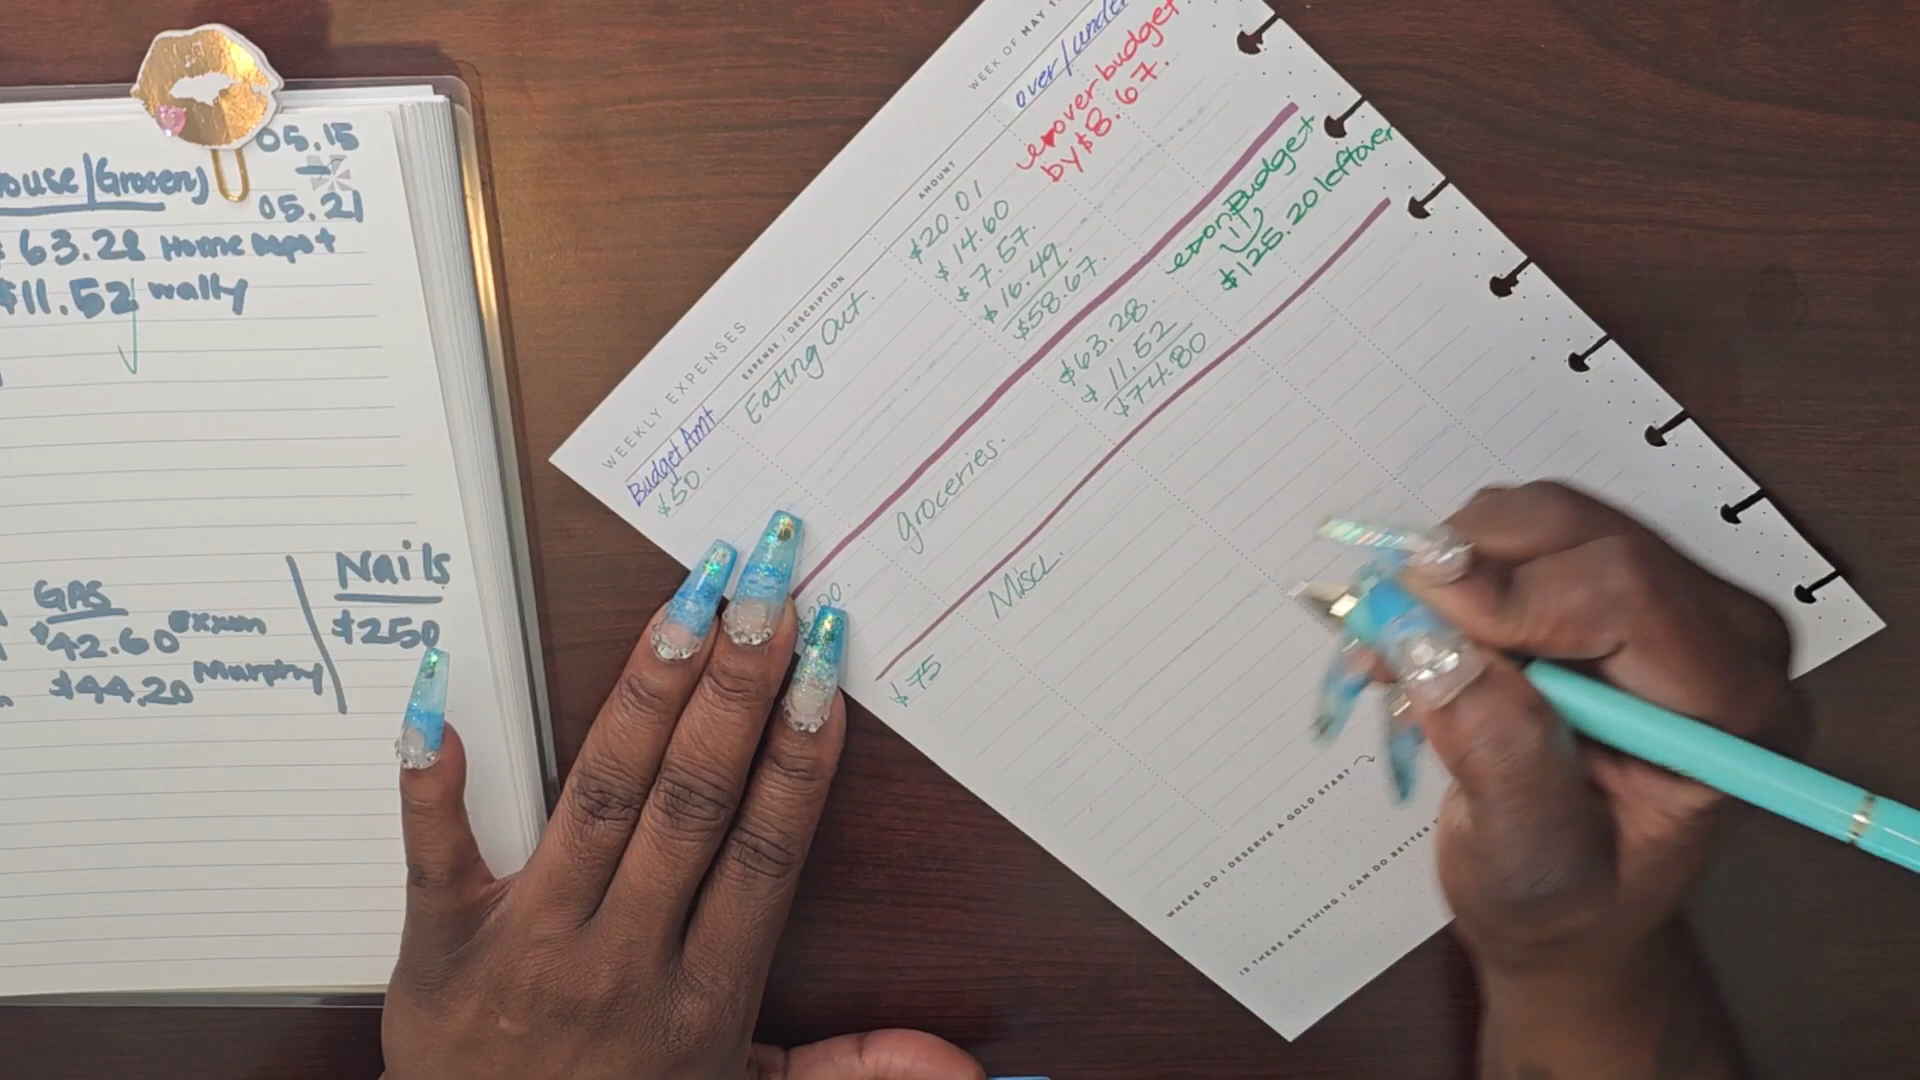 05.15
-
05.21
ouse/Grocery
$63.28 Home Depot
$11.52 wally
GAS
$42.60 exxon
$44.20 Murphy
Nails
$250
WEEKLY EXPENSES
WEEK OF MAY 1
Budget Amt
EXPENSE / DESCRIPTION
AMOUNT
over/under
$50.
Eating Out.
$20.01
$14.60
$7.57.
$16.49
$58.67.
over budget
by $8.67.
200.
groceries.
$63.28.
$11.52
$74.80
on Budget
$125.20 leftover
$75
Miscl.
WHERE DO I DESERVE A GOLD STAR?
IS THERE ANYTHING I CAN DO BETTER